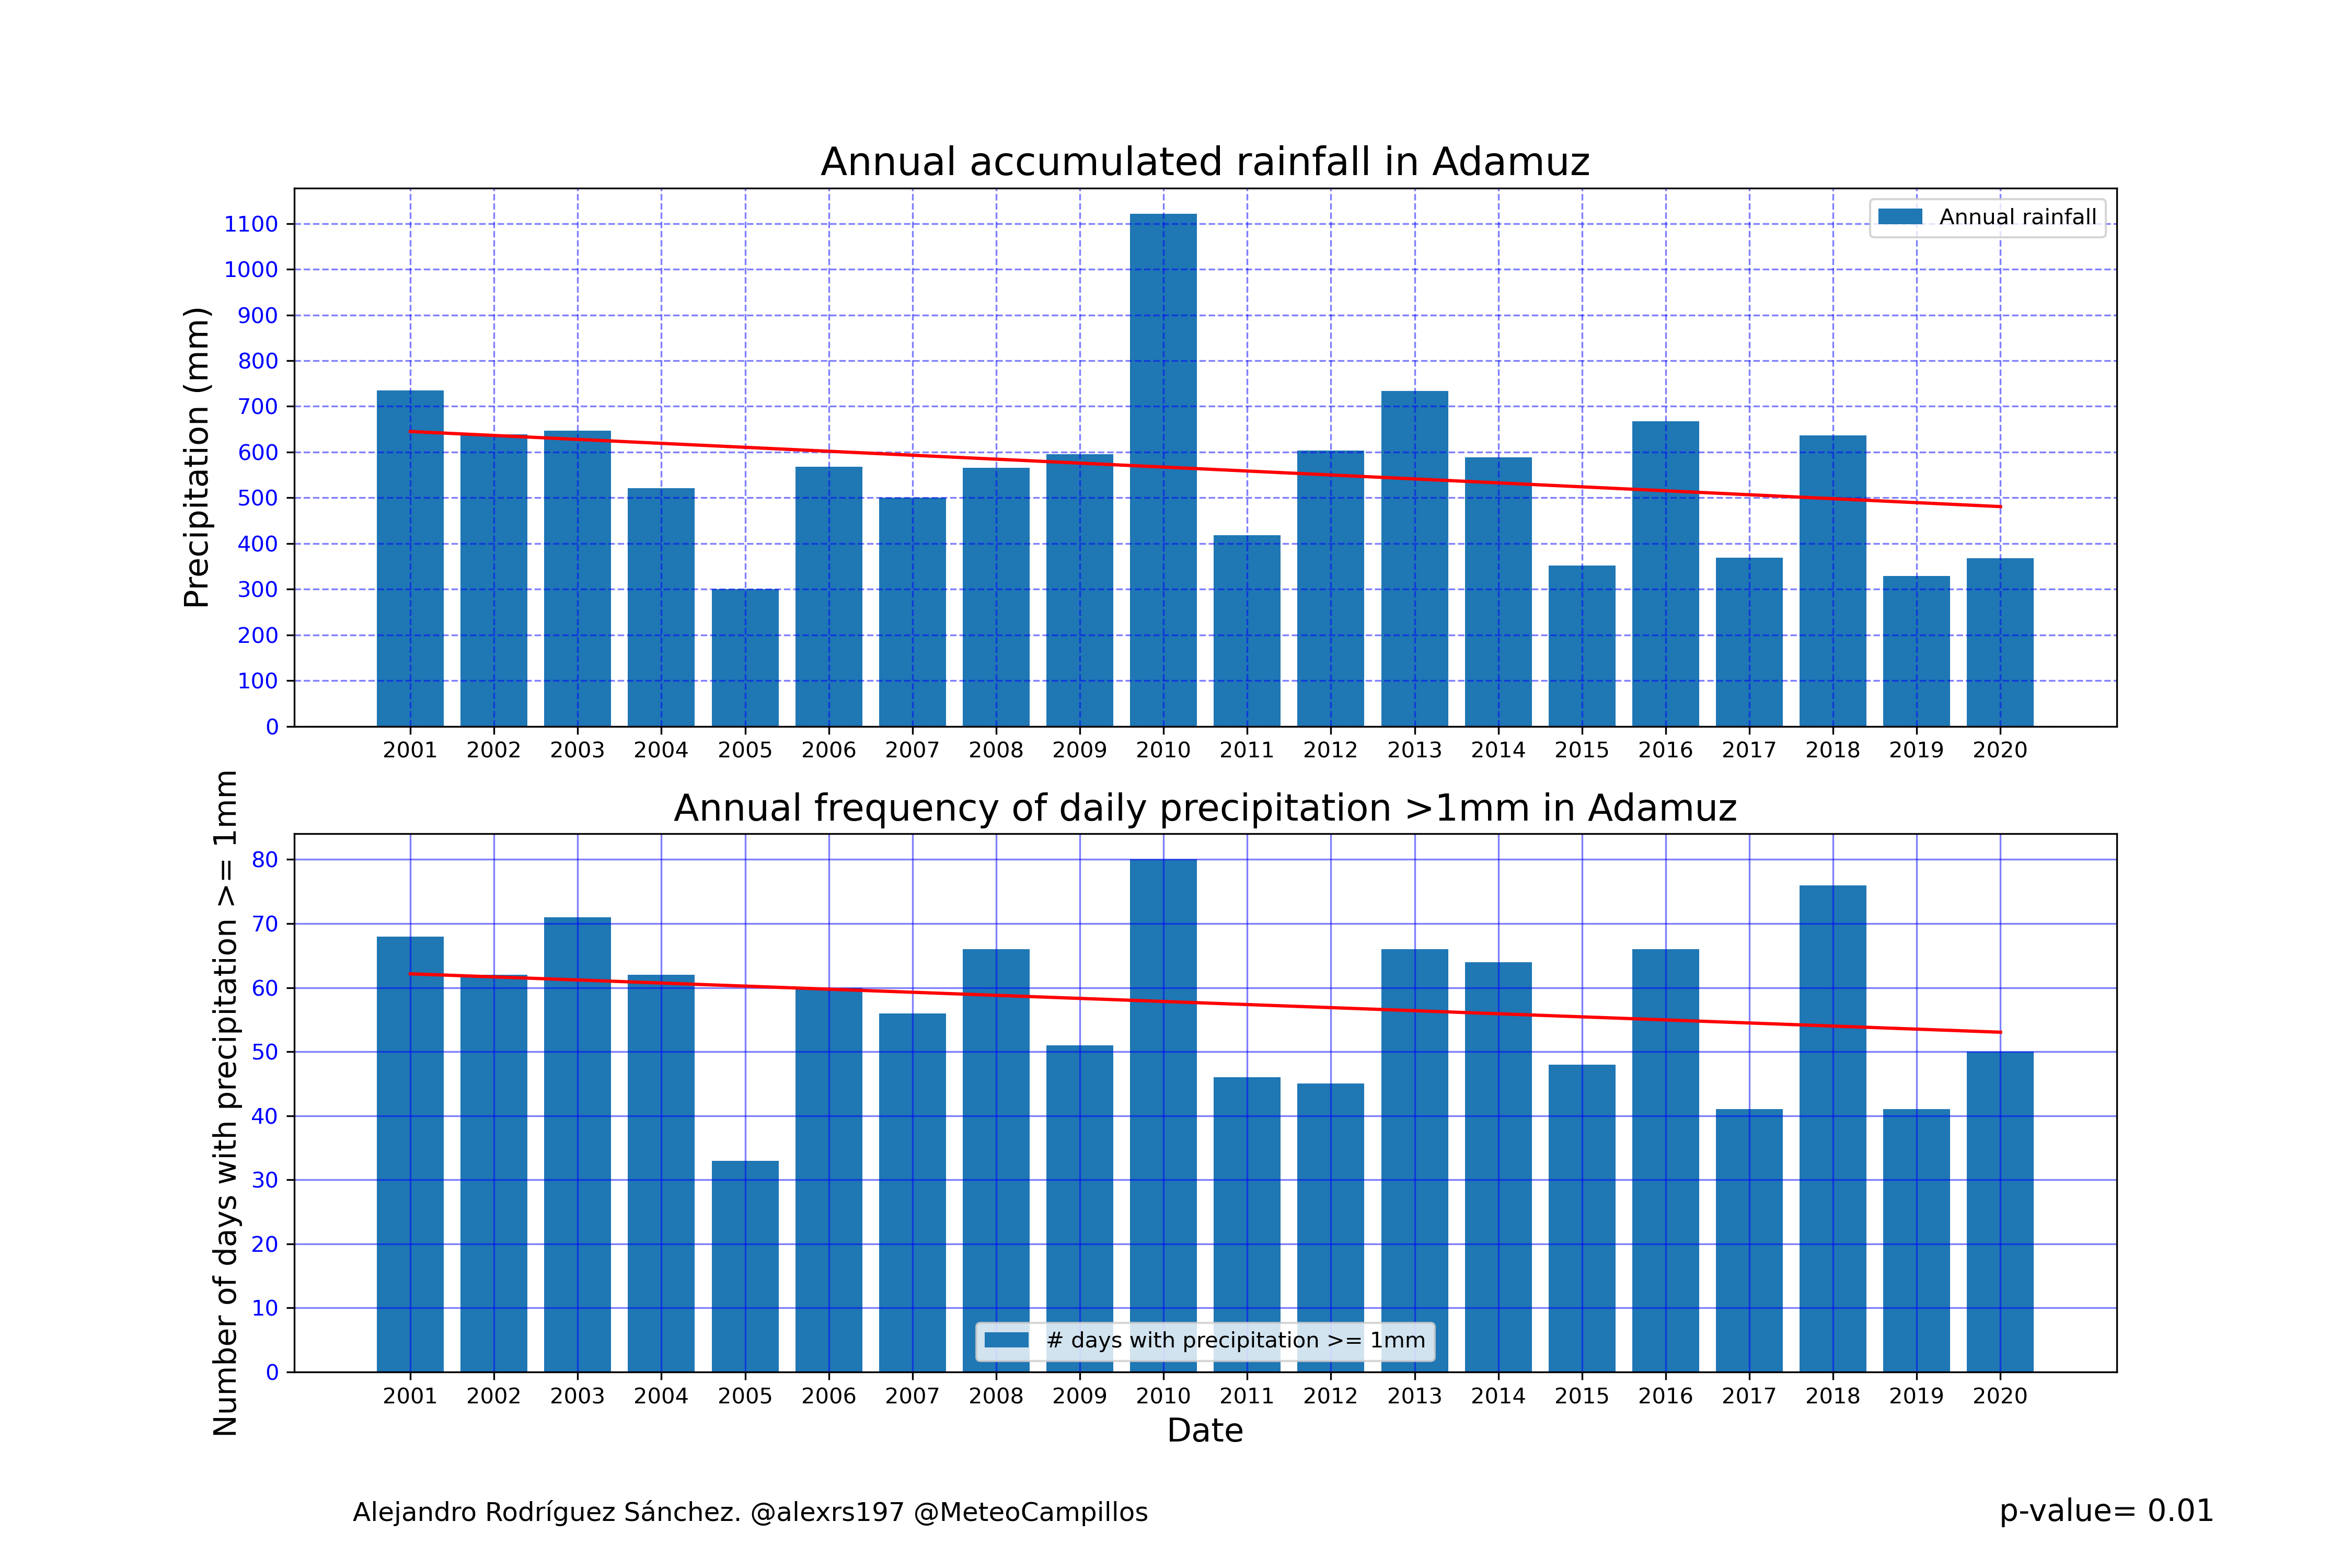 Annual accumulated rainfall in Adamuz
Precipitation (mm)
1100
1000
900
800
700
600
500
400
300
200
100
0
Annual rainfall
2001 2002 2003 2004 2005 2006 2007 2008 2009 2010 2011 2012 2013 2014 2015 2016 2017 2018 2019 2020
Annual frequency of daily precipitation >1mm in Adamuz
Number of days with precipitation >= 1mm
80
70
60
50
40
30
20
10
0
# days with precipitation >= 1mm
2001 2002 2003 2004 2005 2006 2007 2008 2009 2010 2011 2012 2013 2014 2015 2016 2017 2018 2019 2020
Date
Alejandro Rodríguez Sánchez. @alexrs197 @MeteoCampillos
p-value= 0.01